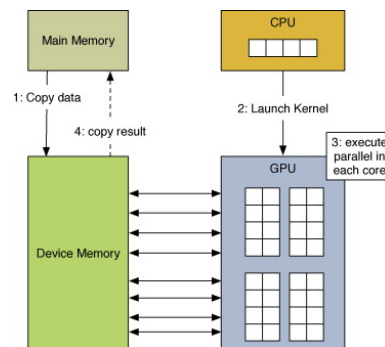 Main Memory
CPU
1: Copy data
4: copy result
2: Launch Kernel
3: execute
parallel in
each core
GPU
Device Memory